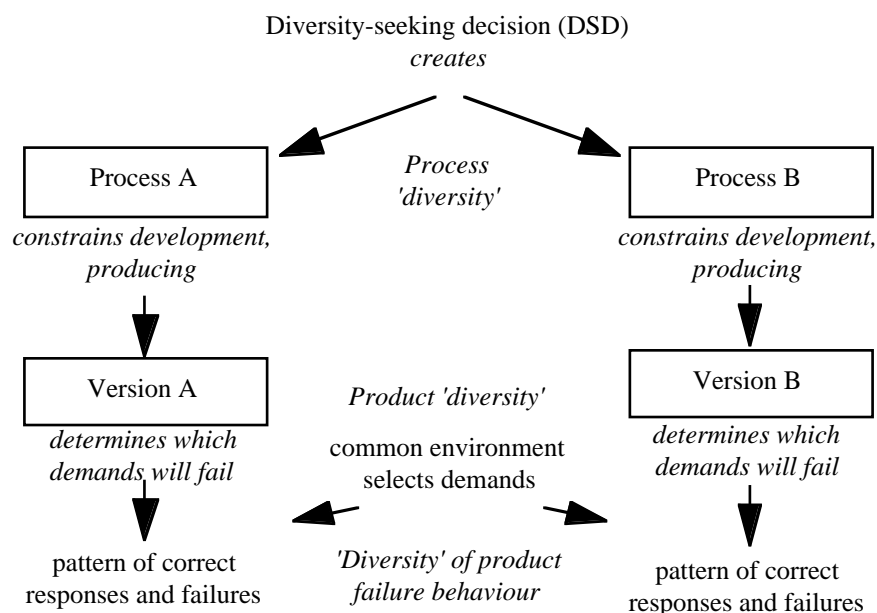 Diversity-seeking decision (DSD)
creates
Process A
Process
'diversity'
Process B
constrains development,
producing
constrains development,
producing
Version A
Product 'diversity'
Version B
determines which
demands will fail
common environment
selects demands
determines which
demands will fail
pattern of correct
responses and failures
'Diversity' of product
failure behaviour
pattern of correct
responses and failures